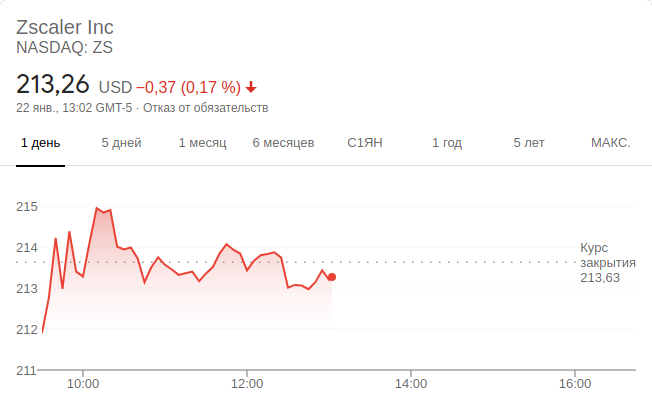 Zscaler Inc
NASDAQ: ZS
213,26 USD −0,37 (0,17 %)
22 янв., 13:02 GMT-5 · Отказ от обязательств
1 день 5 дней 1 месяц 6 месяцев С1ЯН 1 год 5 лет МАКС.
215
214
213
212
211
Курс
закрытия
213,63
10:00 12:00 14:00 16:00